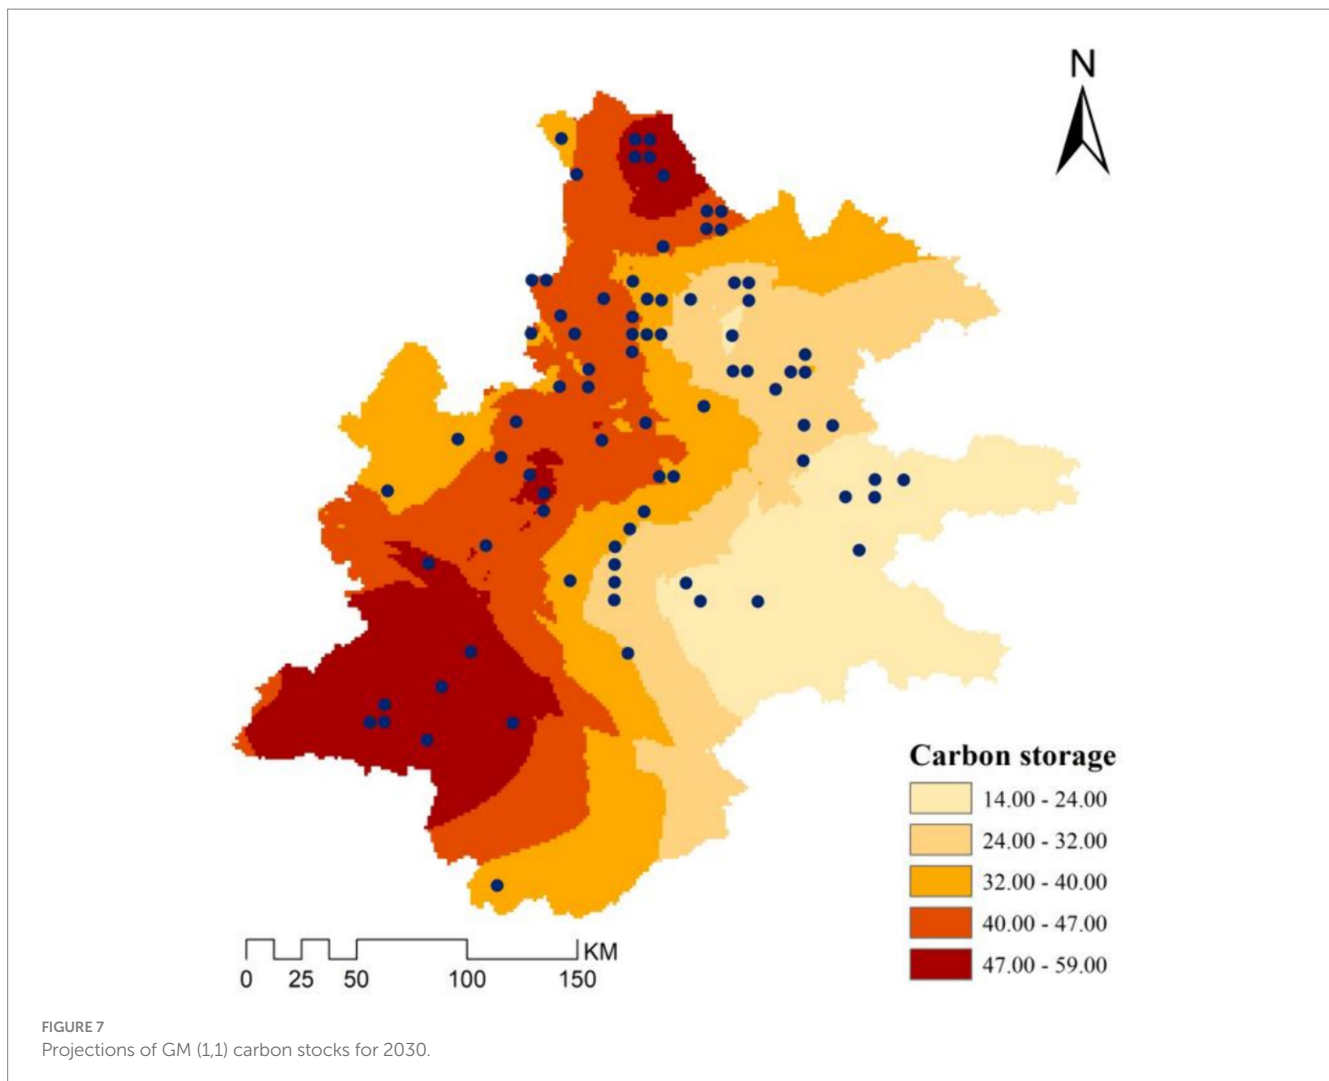 N
Carbon storage
14.00 - 24.00
24.00 - 32.00
32.00 - 40.00
40.00 - 47.00
47.00 - 59.00
KM
0 25 50 100 150
FIGURE 7
Projections of GM (1,1) carbon stocks for 2030.